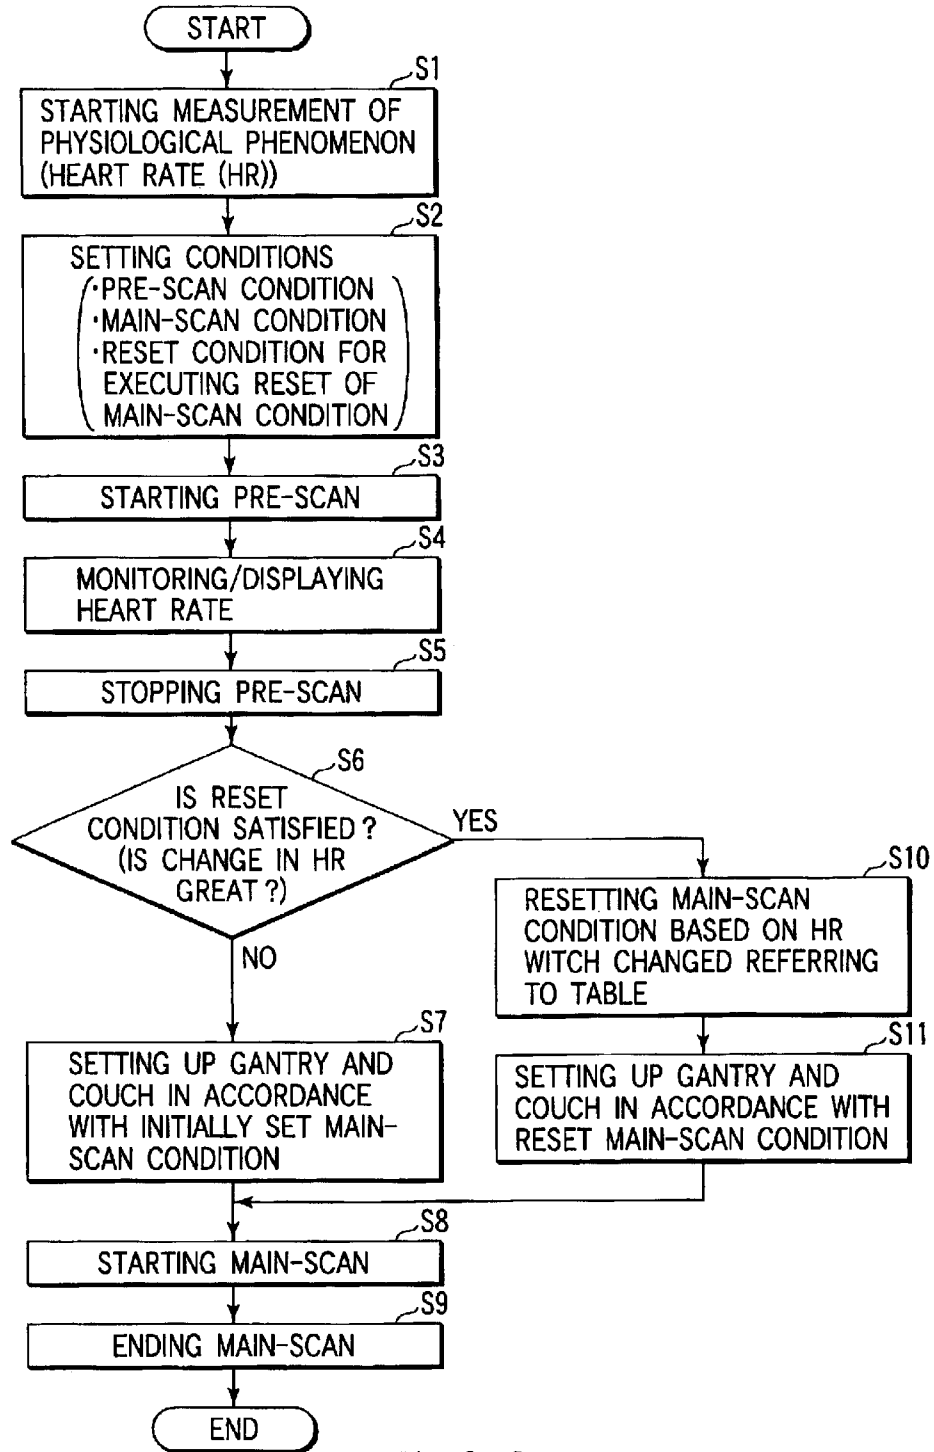 START
S1
STARTING MEASUREMENT OF
PHYSIOLOGICAL PHENOMENON
(HEART RATE (HR))
S2
SETTING CONDITIONS
·PRE-SCAN CONDITION
·MAIN-SCAN CONDITION
·RESET CONDITION FOR
EXECUTING RESET OF
MAIN-SCAN CONDITION
S3
STARTING PRE-SCAN
S4
MONITORING/DISPLAYING
HEART RATE
S5
STOPPING PRE-SCAN
S6
IS RESET
CONDITION SATISFIED?
(IS CHANGE IN HR
GREAT?)
YES
NO
S10
RESETTING MAIN-SCAN
CONDITION BASED ON HR
WITCH CHANGED REFERRING
TO TABLE
S11
SETTING UP GANTRY AND
COUCH IN ACCORDANCE WITH
RESET MAIN-SCAN CONDITION
S7
SETTING UP GANTRY AND
COUCH IN ACCORDANCE
WITH INITIALLY SET MAIN-
SCAN CONDITION
S8
STARTING MAIN-SCAN
S9
ENDING MAIN-SCAN
END